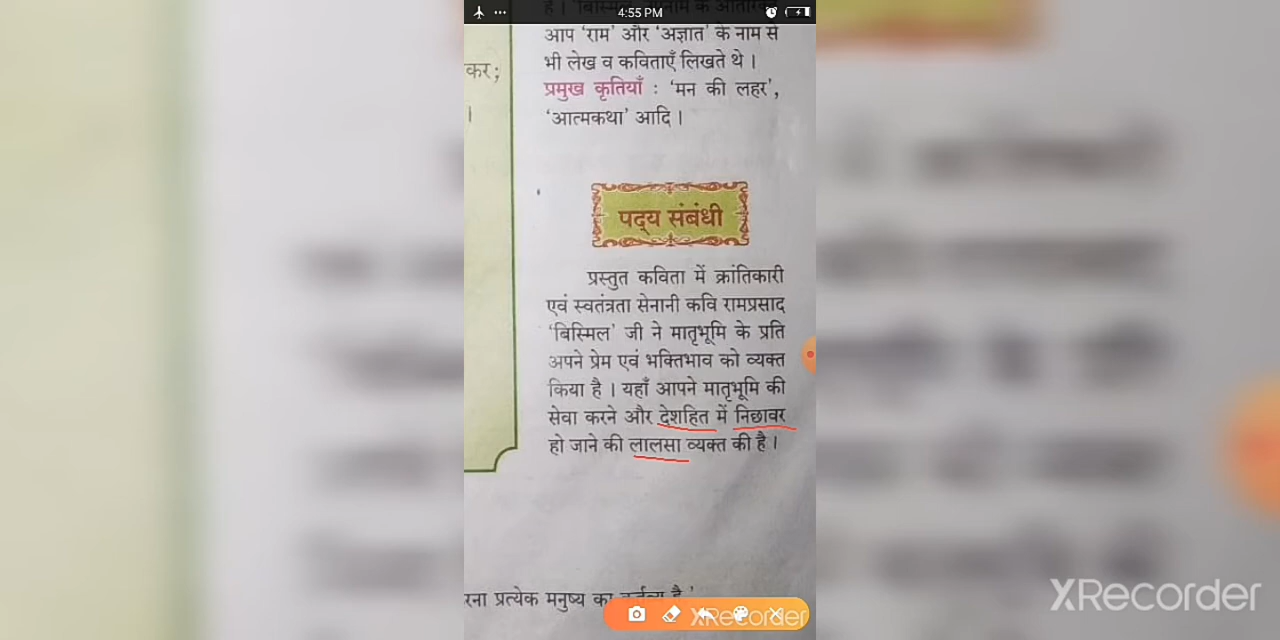 4:55 PM
है। 'बिस्मिल'
आप 'राम' और 'अज्ञात' के नाम से
भी लेख व कविताएँ लिखते थे ।
प्रमुख कृतियाँ : 'मन की लहर',
'आत्मकथा' आदि ।
कर;
।
पद्य संबंधी
प्रस्तुत कविता में क्रांतिकारी
एवं स्वतंत्रता सेनानी कवि रामप्रसाद
'बिस्मिल' जी ने मातृभूमि के प्रति
अपने प्रेम एवं भक्तिभाव को व्यक्त
किया है । यहाँ आपने मातृभूमि की
सेवा करने और देशहित में निछावर
हो जाने की लालसा व्यक्त की है ।
रना प्रत्येक मनुष्य का कर्तव्य है ।
XRecorder
XRecorder